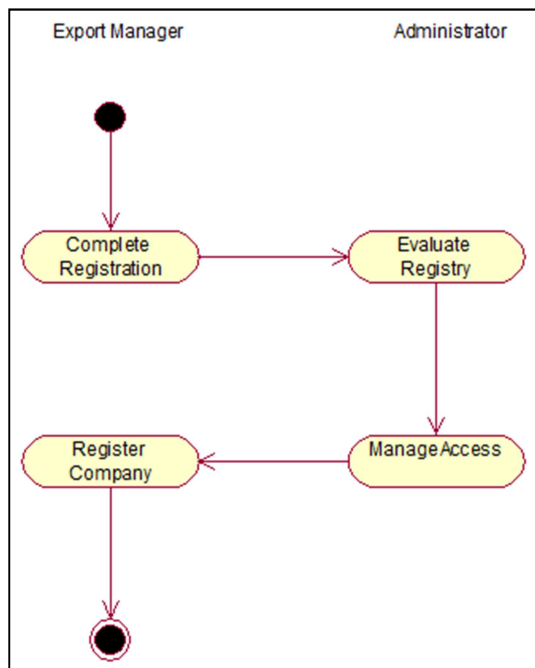 Export Manager
Administrator
Complete
Registration
Evaluate
Registry
Register
Company
ManageAccess